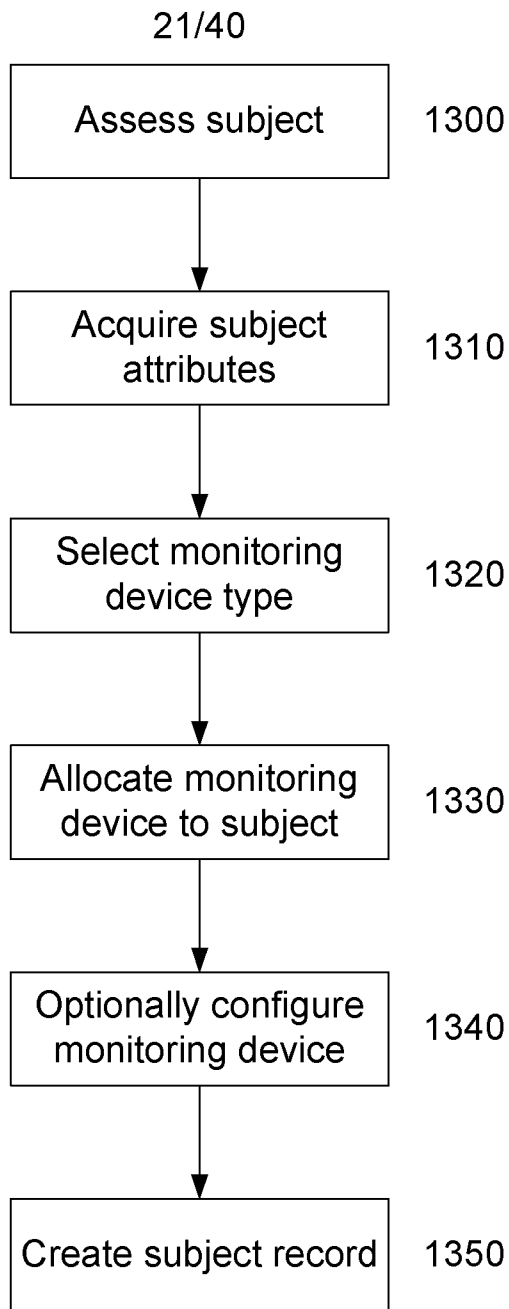 21/40
Assess subject
1300
Acquire subject
attributes
1310
Select monitoring
device type
1320
Allocate monitoring
device to subject
1330
Optionally configure
monitoring device
1340
Create subject record
1350